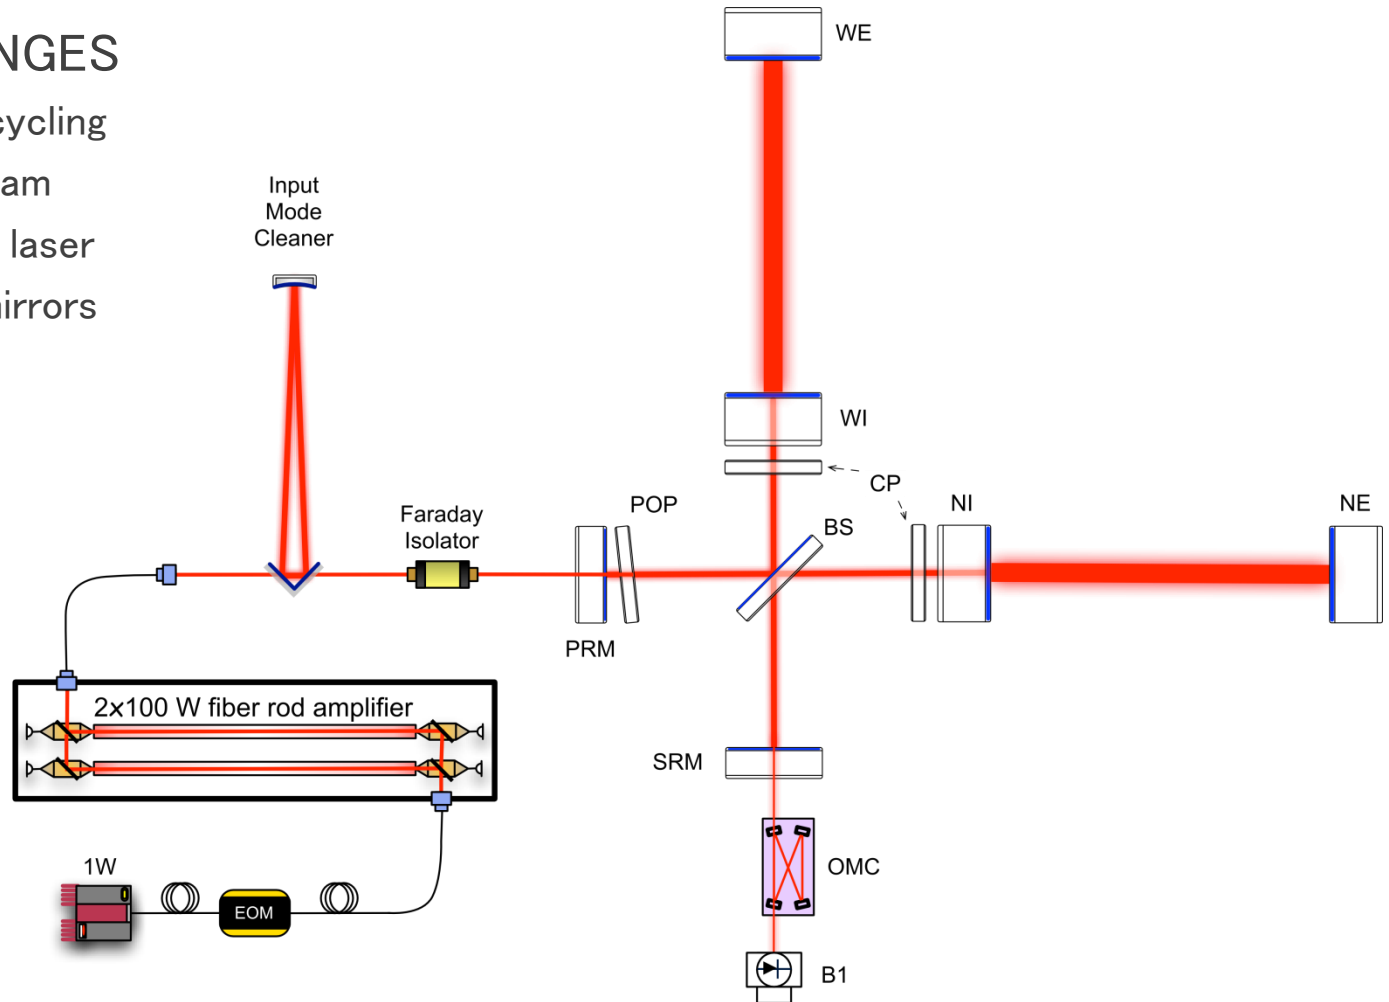 NGES
cycling
am
laser
mirrors
WE
Input
Mode
Cleaner
WI
CP
POP
Faraday
Isolator
BS
NI
NE
PRM
2x100 W fiber rod amplifier
SRM
1W
EOM
OMC
B1